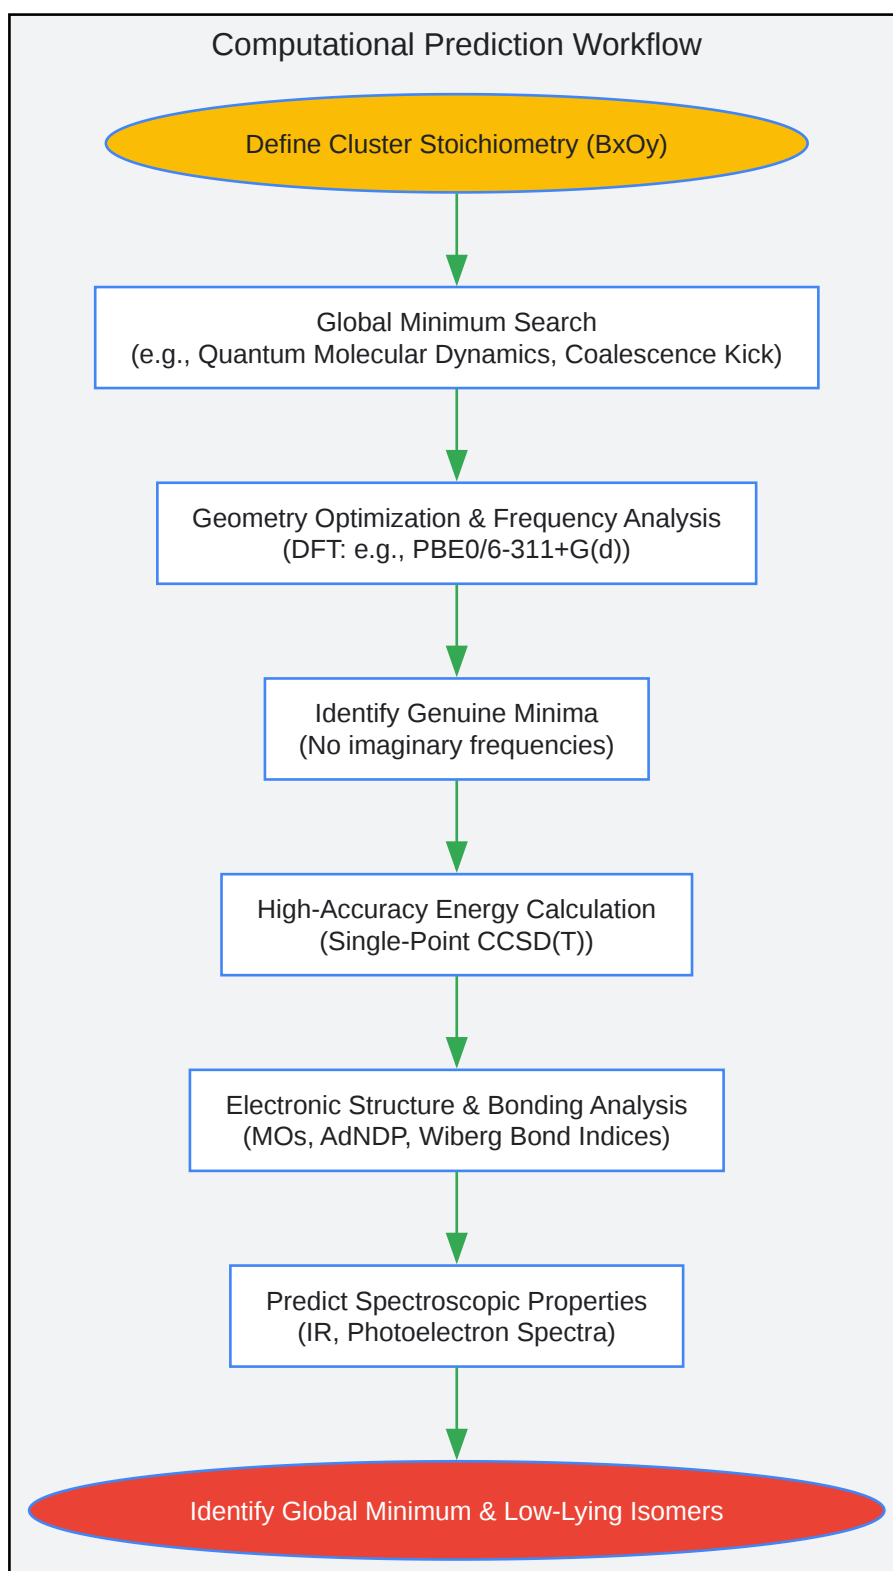 Computational Prediction Workflow
Define Cluster Stoichiometry (BxOy)
Global Minimum Search
(e.g., Quantum Molecular Dynamics, Coalescence Kick)
Geometry Optimization & Frequency Analysis
(DFT: e.g., PBE0/6-311+G(d))
Identify Genuine Minima
(No imaginary frequencies)
High-Accuracy Energy Calculation
(Single-Point CCSD(T))
Electronic Structure & Bonding Analysis
(MOs, AdNDP, Wiberg Bond Indices)
Predict Spectroscopic Properties
(IR, Photoelectron Spectra)
Identify Global Minimum & Low-Lying Isomers